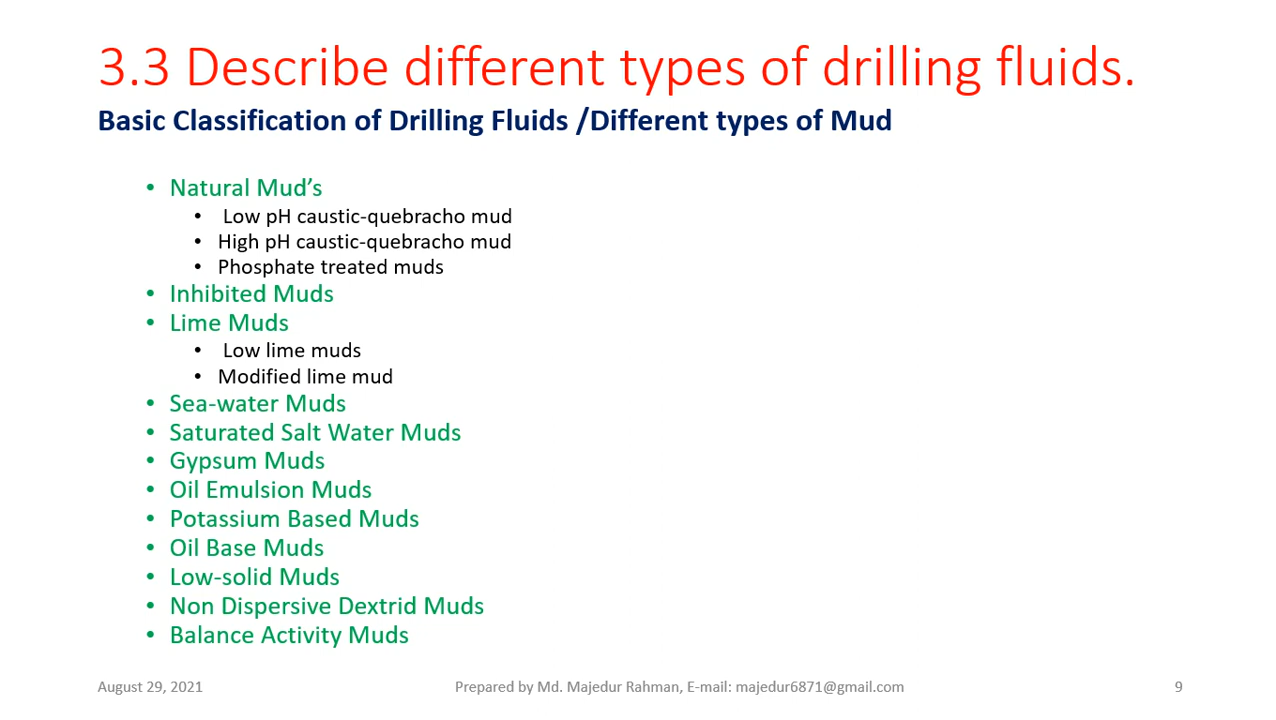 3.3 Describe different types of drilling fluids.
Basic Classification of Drilling Fluids /Different types of Mud
• Natural Mud’s
• Low pH caustic-quebracho mud
• High pH caustic-quebracho mud
• Phosphate treated muds
• Inhibited Muds
• Lime Muds
• Low lime muds
• Modified lime mud
• Sea-water Muds
• Saturated Salt Water Muds
• Gypsum Muds
• Oil Emulsion Muds
• Potassium Based Muds
• Oil Base Muds
• Low-solid Muds
• Non Dispersive Dextrid Muds
• Balance Activity Muds
August 29, 2021 Prepared by Md. Majedur Rahman, E-mail: majedur6871@gmail.com 9